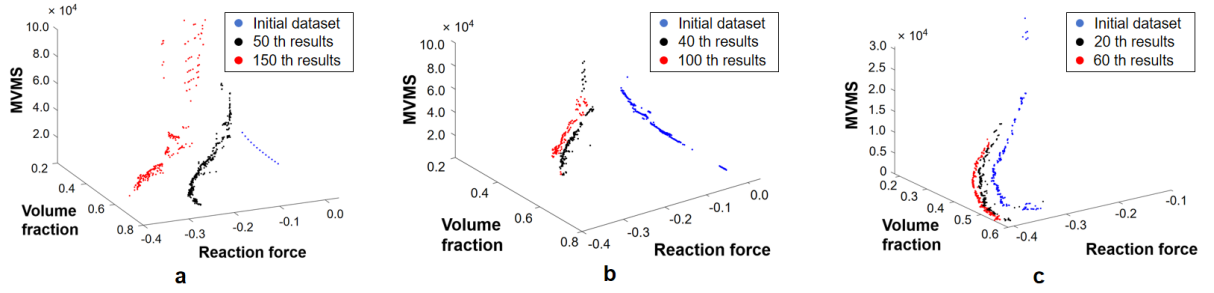 × 10⁴
10.0
8.0
6.0
4.0
2.0
0.2
0.4
0.6
0.8
-0.4
-0.3
-0.2
-0.1
0.0
MVMS
Volume
fraction
Reaction force
Initial dataset
50 th results
150 th results
a
× 10⁴
10.0
8.0
6.0
4.0
2.0
0.2
0.4
0.6
0.8
-0.4
-0.3
-0.2
-0.1
0.0
MVMS
Volume
fraction
Reaction force
Initial dataset
40 th results
100 th results
b
× 10⁴
3.0
2.5
2.0
1.5
1.0
0.5
0
0.2
0.3
0.4
0.5
0.6
-0.4
-0.3
-0.2
-0.1
MVMS
Volume
fraction
Reaction force
Initial dataset
20 th results
60 th results
c